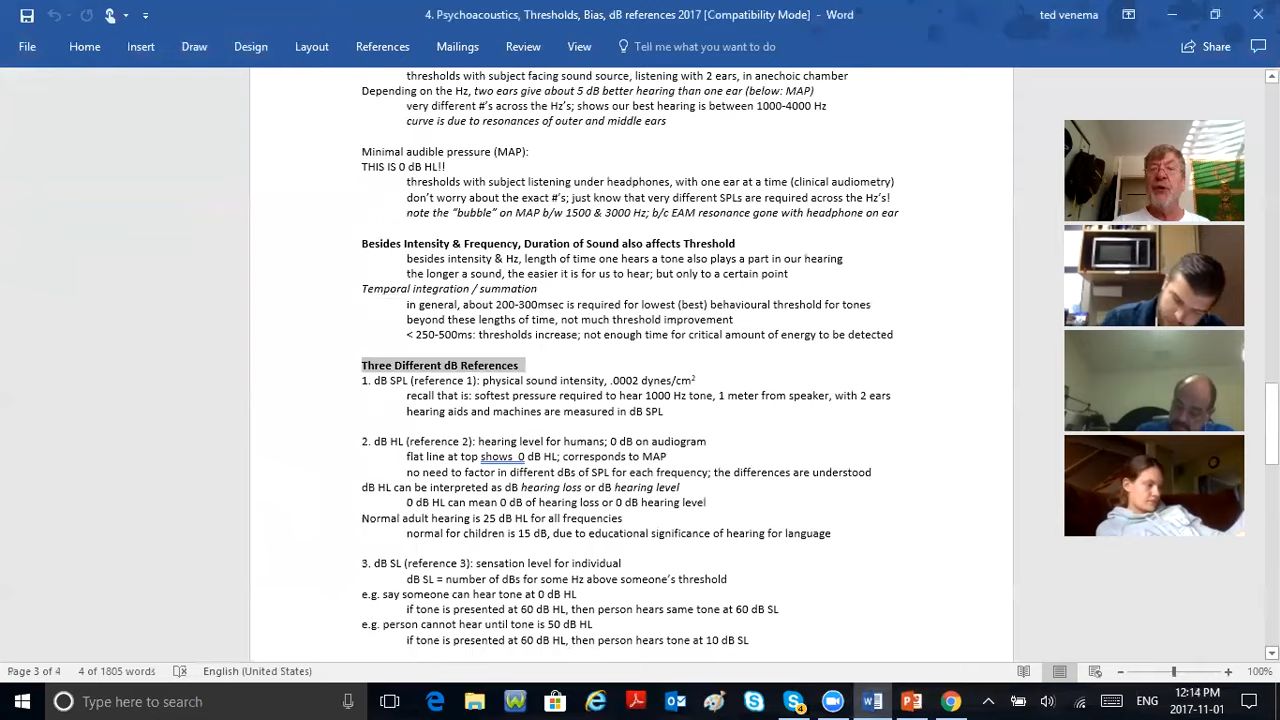 4. Psychoacoustics, Thresholds, Bias, dB references 2017 [Compatibility Mode] - Word
ted venema
File Home Insert Draw Design Layout References Mailings Review View Tell me what you want to do Share
thresholds with subject facing sound source, listening with 2 ears, in anechoic chamber
Depending on the Hz, two ears give about 5 dB better hearing than one ear (below: MAP)
very different #'s across the Hz's; shows our best hearing is between 1000-4000 Hz
curve is due to resonances of outer and middle ears
Minimal audible pressure (MAP):
THIS IS 0 dB HL!!
thresholds with subject listening under headphones, with one ear at a time (clinical audiometry)
don't worry about the exact #'s; just know that very different SPLs are required across the Hz's!
note the "bubble" on MAP b/w 1500 & 3000 Hz; b/c EAM resonance gone with headphone on ear
Besides Intensity & Frequency, Duration of Sound also affects Threshold
besides intensity & Hz, length of time one hears a tone also plays a part in our hearing
the longer a sound, the easier it is for us to hear; but only to a certain point
Temporal integration / summation
in general, about 200-300msec is required for lowest (best) behavioural threshold for tones
beyond these lengths of time, not much threshold improvement
< 250-500ms: thresholds increase; not enough time for critical amount of energy to be detected
Three Different dB References
1. dB SPL (reference 1): physical sound intensity, .0002 dynes/cm²
recall that is: softest pressure required to hear 1000 Hz tone, 1 meter from speaker, with 2 ears
hearing aids and machines are measured in dB SPL
2. dB HL (reference 2): hearing level for humans; 0 dB on audiogram
flat line at top shows 0 dB HL; corresponds to MAP
no need to factor in different dBs of SPL for each frequency; the differences are understood
dB HL can be interpreted as dB hearing loss or dB hearing level
0 dB HL can mean 0 dB of hearing loss or 0 dB hearing level
Normal adult hearing is 25 dB HL for all frequencies
normal for children is 15 dB, due to educational significance of hearing for language
3. dB SL (reference 3): sensation level for individual
dB SL = number of dBs for some Hz above someone's threshold
e.g. say someone can hear tone at 0 dB HL
if tone is presented at 60 dB HL, then person hears same tone at 60 dB SL
e.g. person cannot hear until tone is 50 dB HL
if tone is presented at 60 dB HL, then person hears tone at 10 dB SL
Page 3 of 4 4 of 1805 words English (United States) 100%
Type here to search
ENG
12:14 PM
2017-11-01